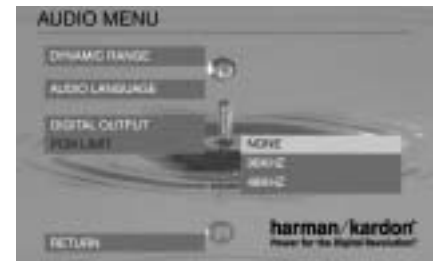 AUDIO MENU
DYNAMIC RANGE
AUDIO LANGUAGE
DIGITAL OUTPUT
PCM LIMIT
NONE
96KHZ
48KHZ
RETURN
harman/kardon
Power for the Digital Revolution®